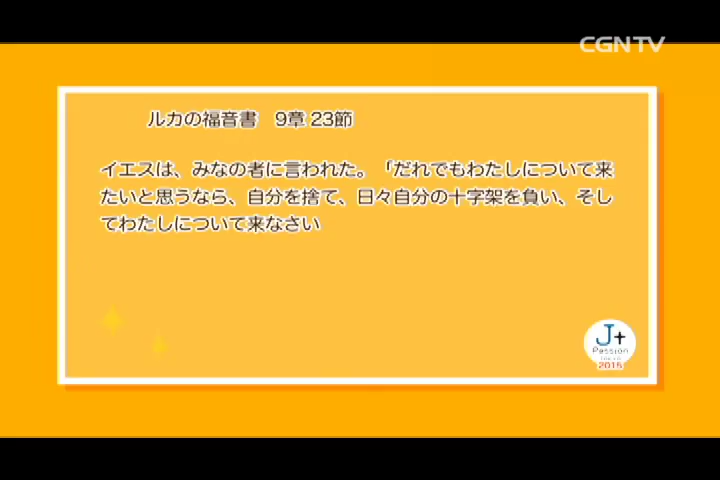 CGNTV
ルカの福音書　9章 23節
イエスは、みなの者に言われた。「だれでもわたしについて来
たいと思うなら、自分を捨て、日々自分の十字架を負い、そし
てわたしについて来なさい
J+
Passion
TOKYO
2015